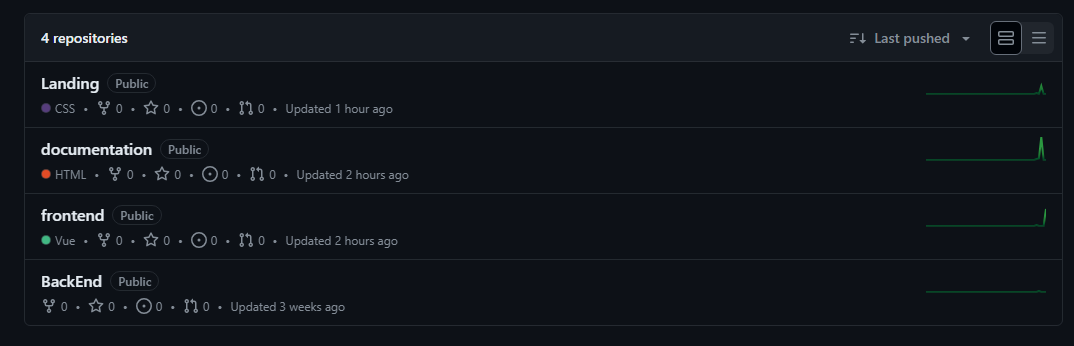 4 repositories Last pushed
Landing Public
CSS • 0 • 0 • 0 • 0 • Updated 1 hour ago
documentation Public
HTML • 0 • 0 • 0 • 0 • Updated 2 hours ago
frontend Public
Vue • 0 • 0 • 0 • 0 • Updated 2 hours ago
BackEnd Public
0 • 0 • 0 • 0 • Updated 3 weeks ago